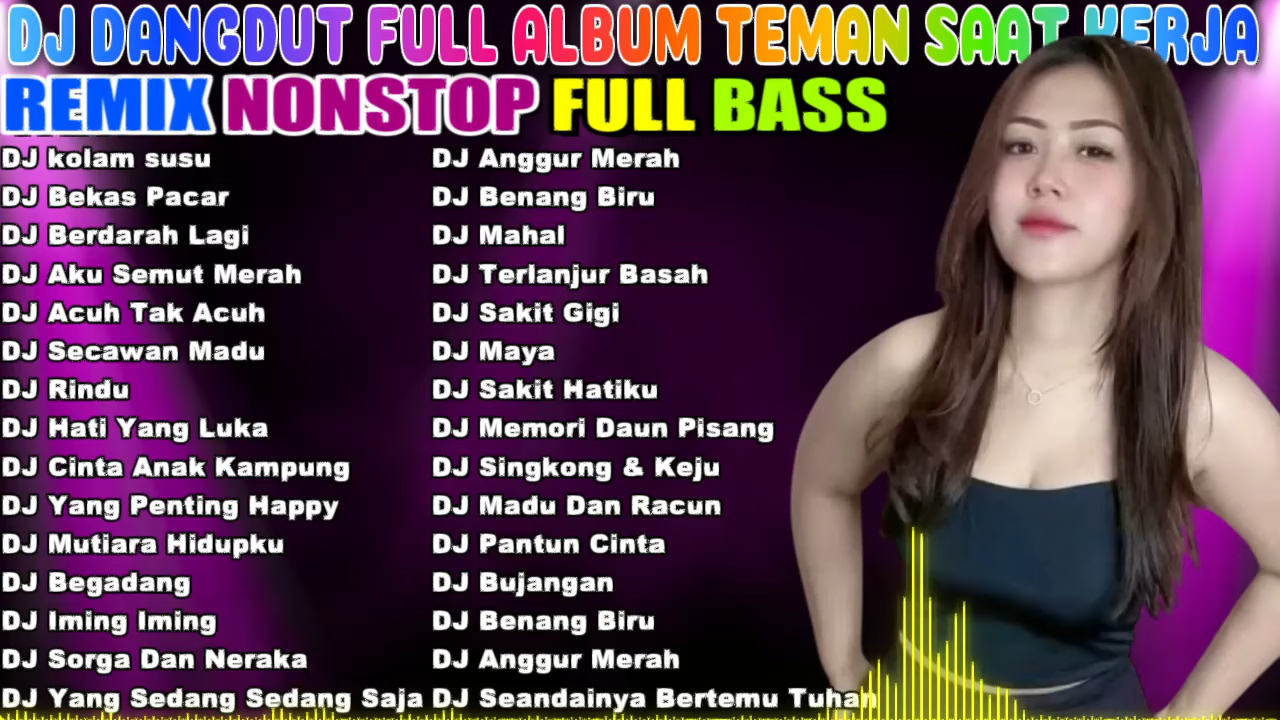 DJ DANGDUT FULL ALBUM TEMAN SAAT KERJA
REMIX NONSTOP FULL BASS
DJ kolam susu
DJ Bekas Pacar
DJ Berdarah Lagi
DJ Aku Semut Merah
DJ Acuh Tak Acuh
DJ Secawan Madu
DJ Rindu
DJ Hati Yang Luka
DJ Cinta Anak Kampung
DJ Yang Penting Happy
DJ Mutiara Hidupku
DJ Begadang
DJ Iming Iming
DJ Sorga Dan Neraka
DJ Yang Sedang Sedang Saja
DJ Anggur Merah
DJ Benang Biru
DJ Mahal
DJ Terlanjur Basah
DJ Sakit Gigi
DJ Maya
DJ Sakit Hatiku
DJ Memori Daun Pisang
DJ Singkong & Keju
DJ Madu Dan Racun
DJ Pantun Cinta
DJ Bujangan
DJ Benang Biru
DJ Anggur Merah
DJ Seandainya Bertemu Tuhan